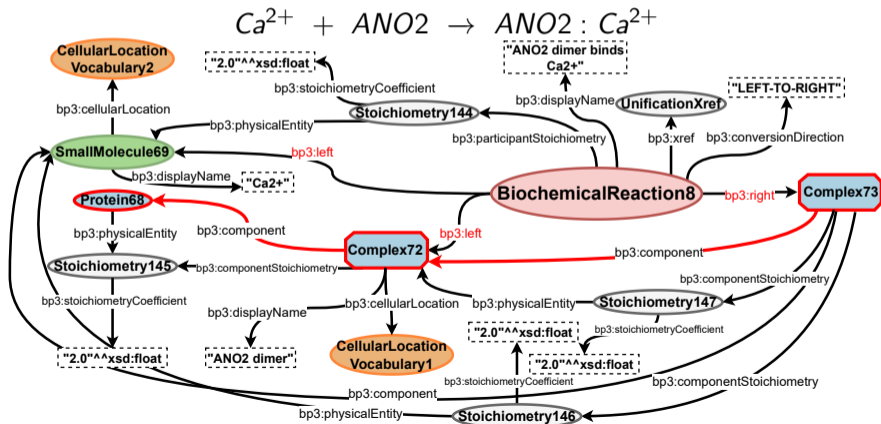 Ca²⁺ + ANO2 → ANO2 : Ca²⁺
CellularLocation
Vocabulary2
"2.0"^^xsd:float
"ANO2 dimer binds
Ca2+"
"LEFT-TO-RIGHT"
bp3:stoichiometryCoefficient
bp3:displayName
UnificationXref
bp3:cellularLocation
Stoichiometry144
bp3:physicalEntity
bp3:participantStoichiometry
bp3:xref
bp3:conversionDirection
SmallMolecule69
bp3:left
bp3:displayName
"Ca2+"
BiochemicalReaction8
bp3:right
Complex73
Protein68
bp3:physicalEntity
bp3:component
bp3:left
Complex72
bp3:component
Stoichiometry145
bp3:componentStoichiometry
bp3:componentStoichiometry
bp3:stoichiometryCoefficient
bp3:cellularLocation
bp3:physicalEntity
Stoichiometry147
bp3:displayName
"2.0"^^xsd:float
bp3:stoichiometryCoefficient
"2.0"^^xsd:float
"ANO2 dimer"
CellularLocation
Vocabulary1
"2.0"^^xsd:float
bp3:stoichiometryCoefficient
bp3:componentStoichiometry
bp3:physicalEntity
Stoichiometry146